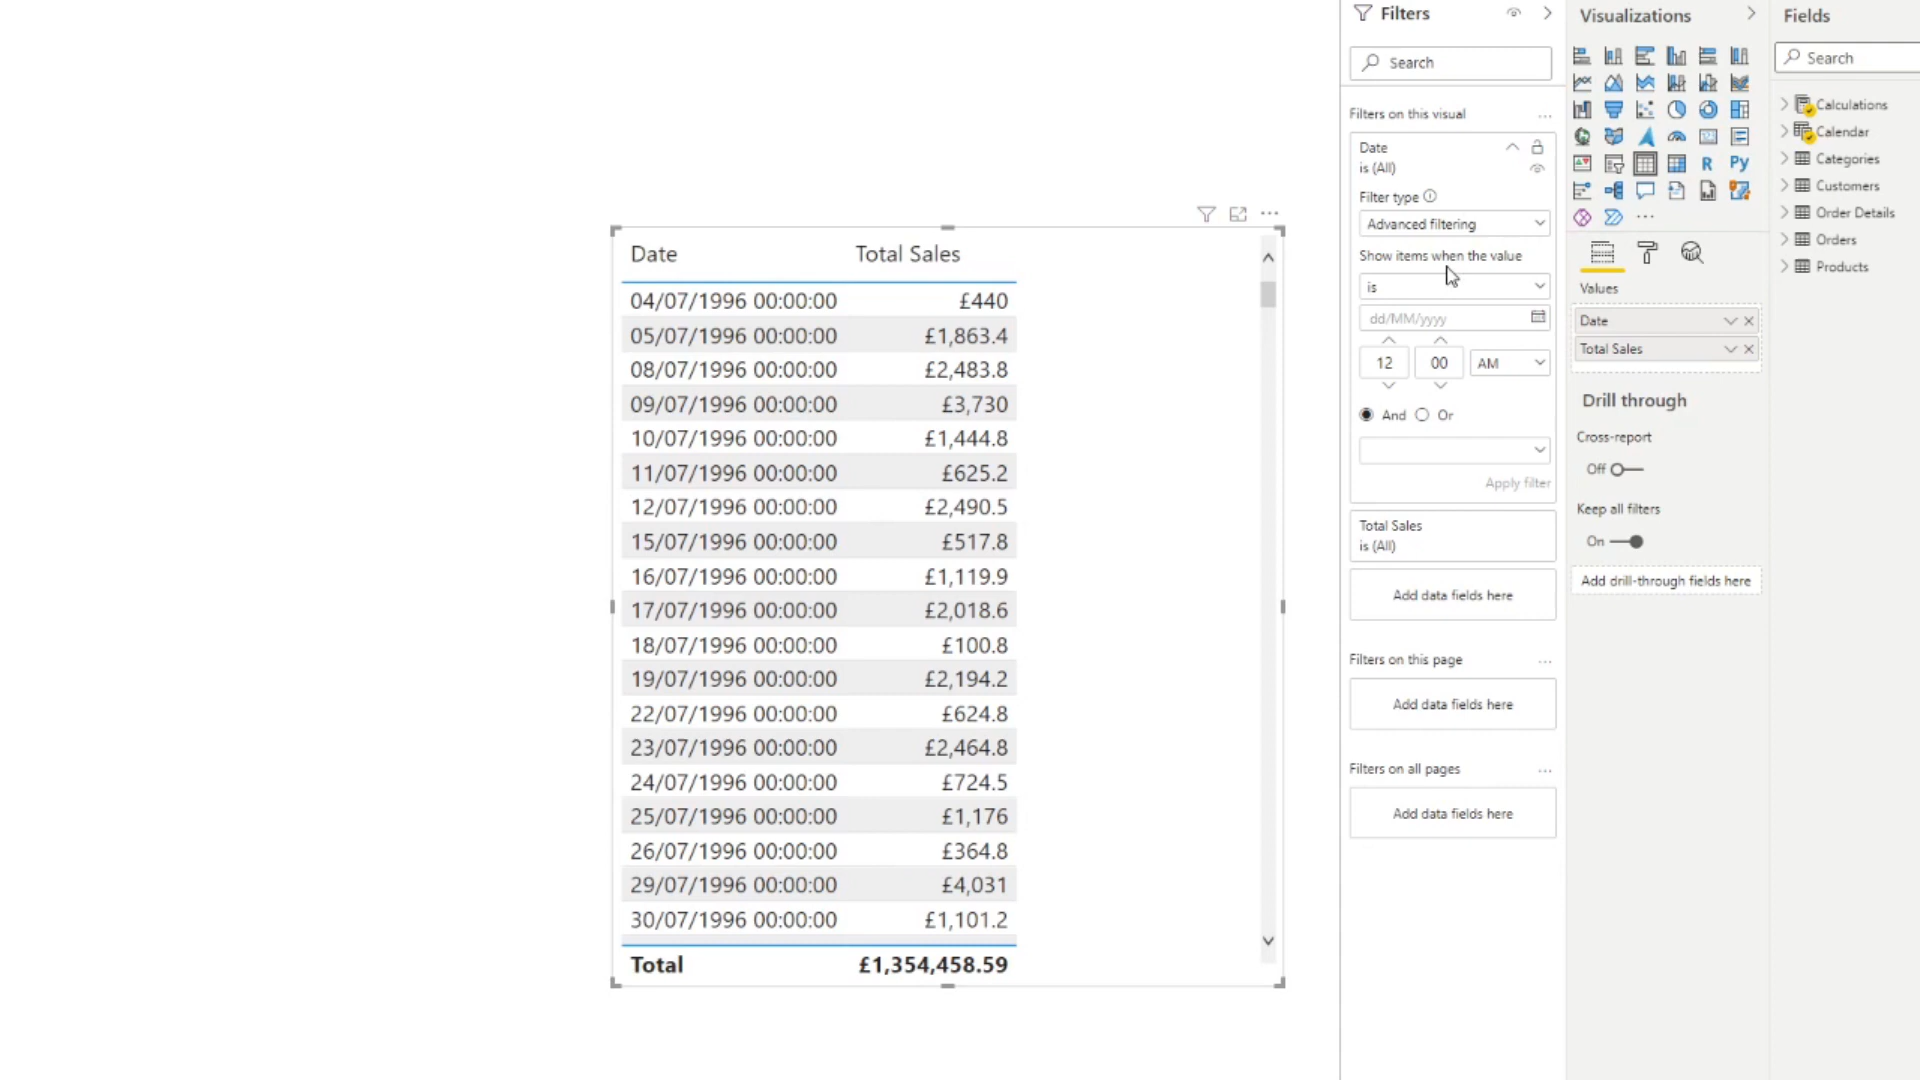 Date Total Sales
04/07/1996 00:00:00 £440
05/07/1996 00:00:00 £1,863.4
08/07/1996 00:00:00 £2,483.8
09/07/1996 00:00:00 £3,730
10/07/1996 00:00:00 £1,444.8
11/07/1996 00:00:00 £625.2
12/07/1996 00:00:00 £2,490.5
15/07/1996 00:00:00 £517.8
16/07/1996 00:00:00 £1,119.9
17/07/1996 00:00:00 £2,018.6
18/07/1996 00:00:00 £100.8
19/07/1996 00:00:00 £2,194.2
22/07/1996 00:00:00 £624.8
23/07/1996 00:00:00 £2,464.8
24/07/1996 00:00:00 £724.5
25/07/1996 00:00:00 £1,176
26/07/1996 00:00:00 £364.8
29/07/1996 00:00:00 £4,031
30/07/1996 00:00:00 £1,101.2
Total £1,354,458.59
Filters
Search
Filters on this visual
Date
is (All)
Filter type
Advanced filtering
Show items when the value
is
dd/MM/yyyy
12 00 AM
And Or
Apply filter
Total Sales
is (All)
Add data fields here
Filters on this page
Add data fields here
Filters on all pages
Add data fields here
Visualizations
R Py
Values
Date
Total Sales
Drill through
Cross-report
Off
Keep all filters
On
Add drill-through fields here
Fields
Search
Calculations
Calendar
Categories
Customers
Order Details
Orders
Products